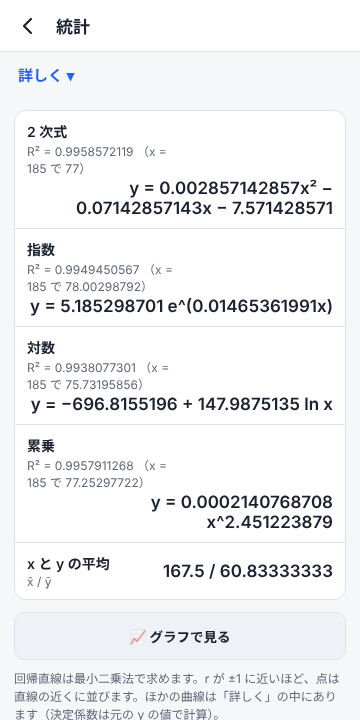 統計
詳しく ▾
2 次式
R² = 0.9958572119 （x =
185 で 77）
y = 0.002857142857x² −
0.07142857143x − 7.571428571
指数
R² = 0.9949450567 （x =
185 で 78.00298792）
y = 5.185298701 e^(0.01465361991x)
対数
R² = 0.9938077301 （x =
185 で 75.73195856）
y = −696.8155196 + 147.9875135 ln x
累乗
R² = 0.9957911268 （x =
185 で 77.25297722）
y = 0.0002140768708
x^2.451223879
x と y の平均
x̄ / ȳ
167.5 / 60.83333333
📈 グラフで見る
回帰直線は最小二乗法で求めます。r が ±1 に近いほど、点は
直線の近くに並びます。ほかの曲線は「詳しく」の中にあり
ます（決定係数は元の y の値で計算）。